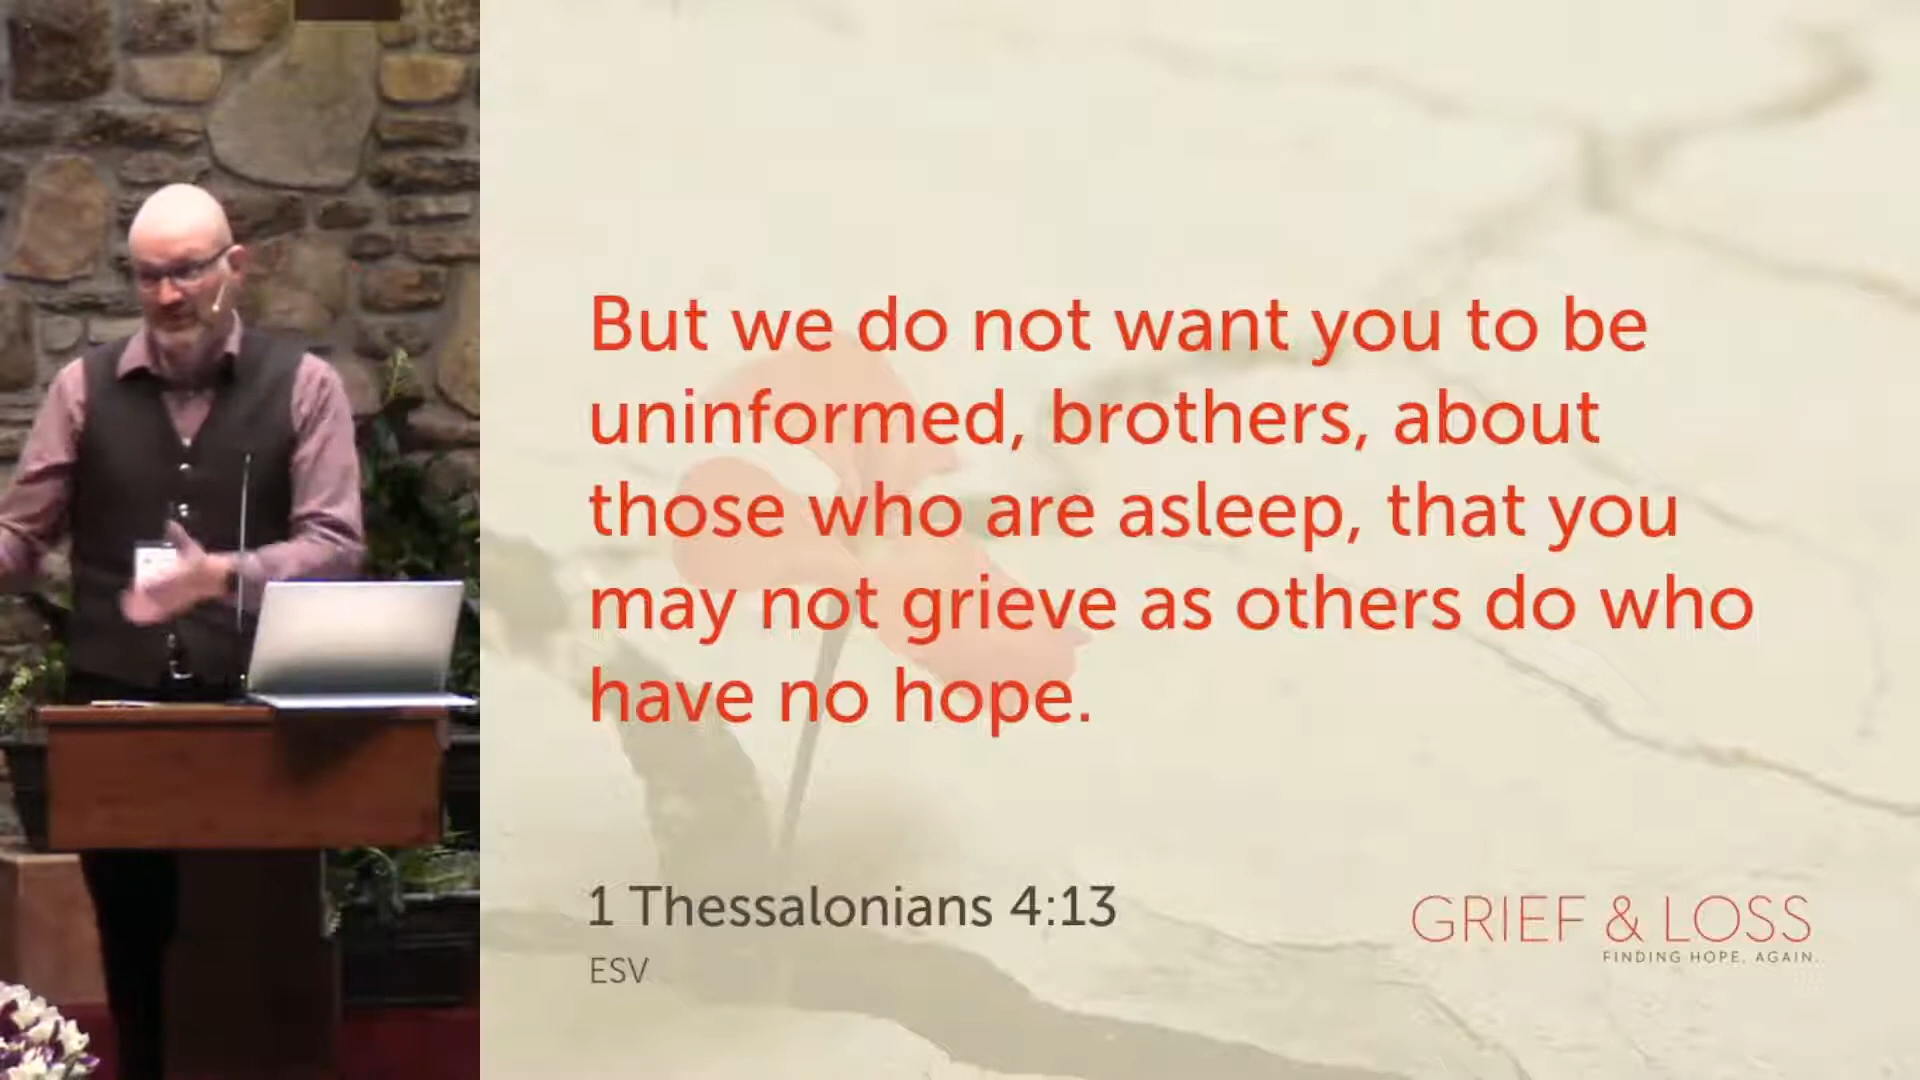 But we do not want you to be
uninformed, brothers, about
those who are asleep, that you
may not grieve as others do who
have no hope.
1 Thessalonians 4:13
ESV
GRIEF & LOSS
FINDING HOPE. AGAIN.